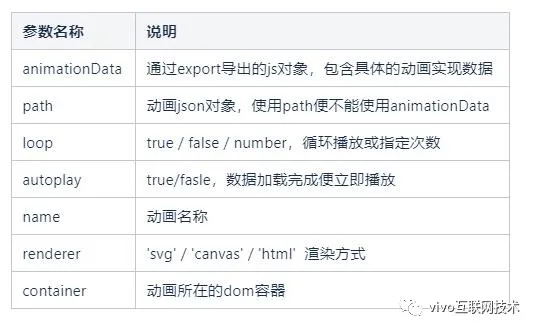 参数名称 说明
animationData 通过export导出的js对象，包含具体的动画实现数据
path 动画json对象，使用path便不能使用animationData
loop true / false / number，循环播放或指定次数
autoplay true/fasle，数据加载完成便立即播放
name 动画名称
renderer 'svg' / 'canvas' / 'html' 渲染方式
container 动画所在的dom容器
vivo互联网技术